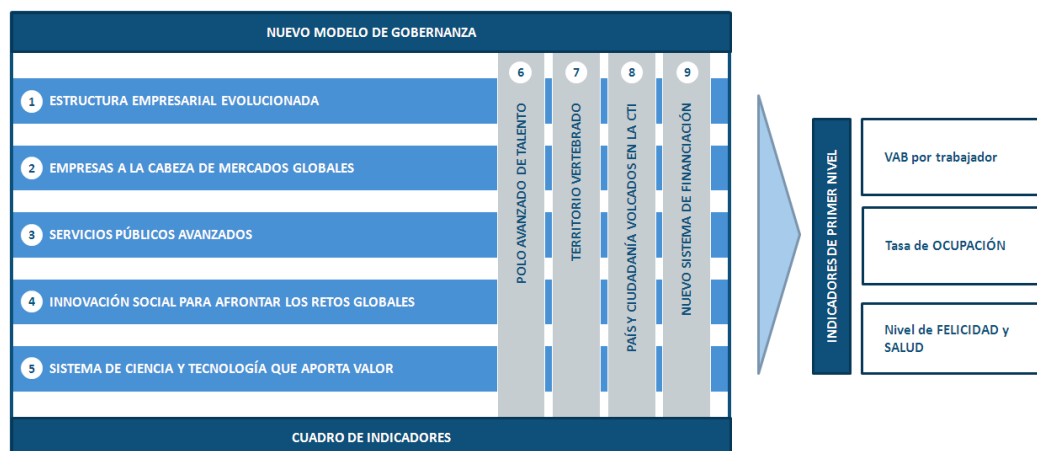 NUEVO MODELO DE GOBERNANZA
1 ESTRUCTURA EMPRESARIAL EVOLUCIONADA
2 EMPRESAS A LA CABEZA DE MERCADOS GLOBALES
3 SERVICIOS PÚBLICOS AVANZADOS
4 INNOVACIÓN SOCIAL PARA AFRONTAR LOS RETOS GLOBALES
5 SISTEMA DE CIENCIA Y TECNOLOGÍA QUE APORTA VALOR
6 POLO AVANZADO DE TALENTO
7 TERRITORIO VERTEBRADO
8 PAÍS Y CIUDADANÍA VOLCADOS EN LA CTI
9 NUEVO SISTEMA DE FINANCIACIÓN
CUADRO DE INDICADORES
INDICADORES DE PRIMER NIVEL
VAB por trabajador
Tasa de OCUPACIÓN
Nivel de FELICIDAD y
SALUD